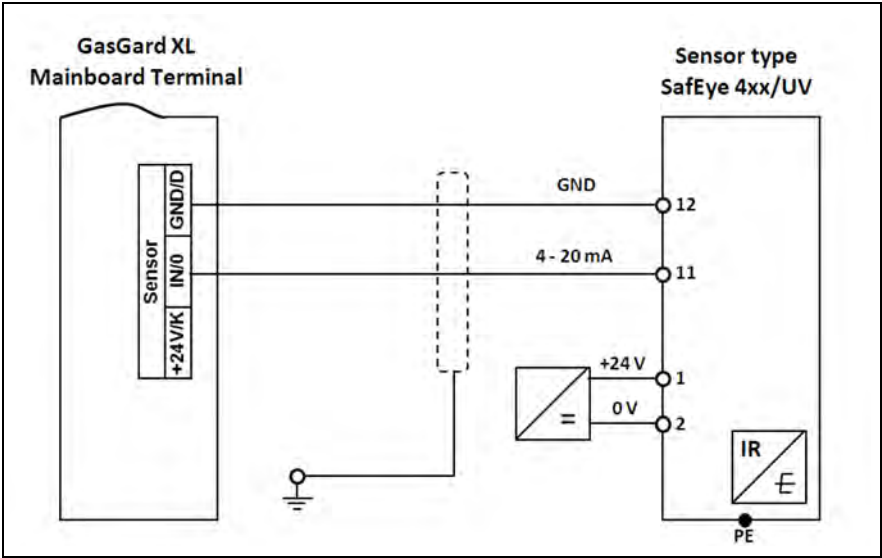 GasGard XL
Mainboard Terminal
Sensor type
SafEye 4xx/UV
Sensor
GND/D
IN/0
+24V/K
GND
12
4 - 20 mA
11
+24 V
1
=
0 V
2
IR
E
PE